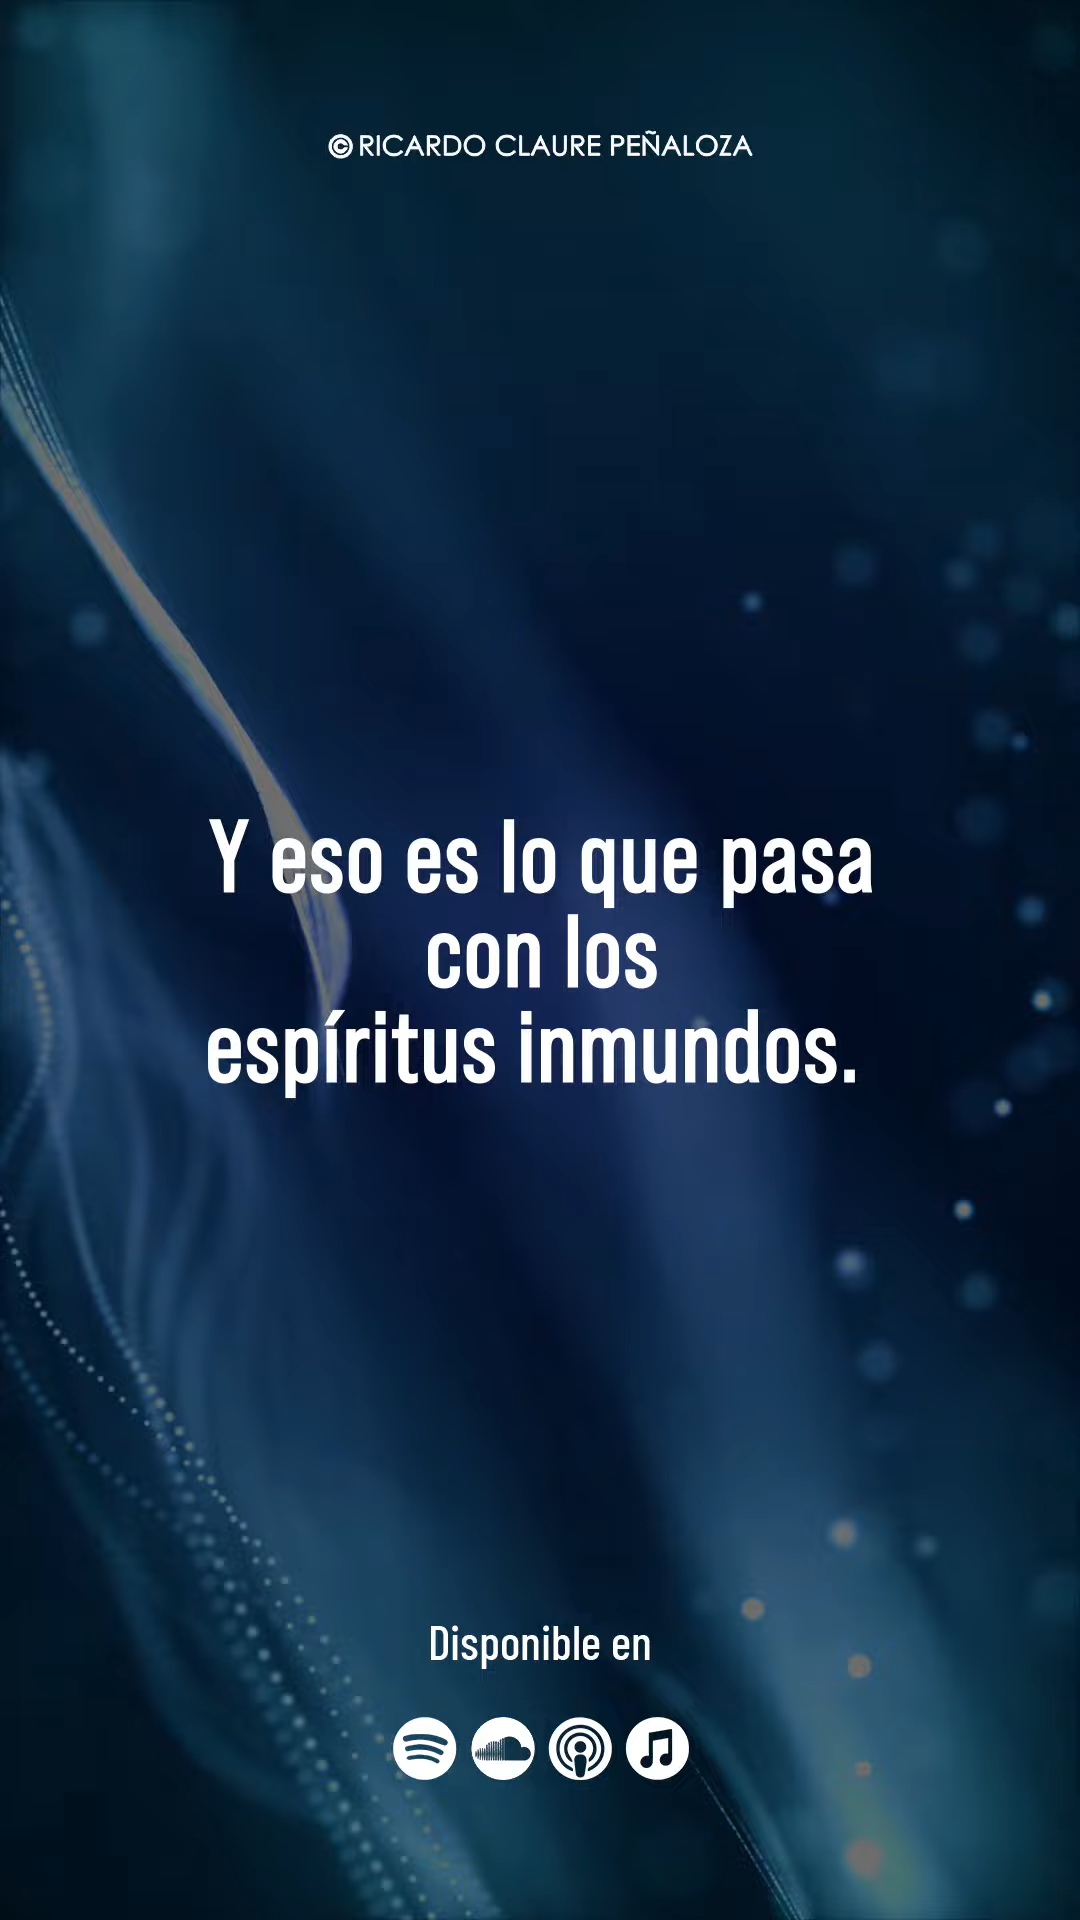 © RICARDO CLAURE PEÑALOZA
Y eso es lo que pasa
con los
espíritus inmundos.
Disponible en